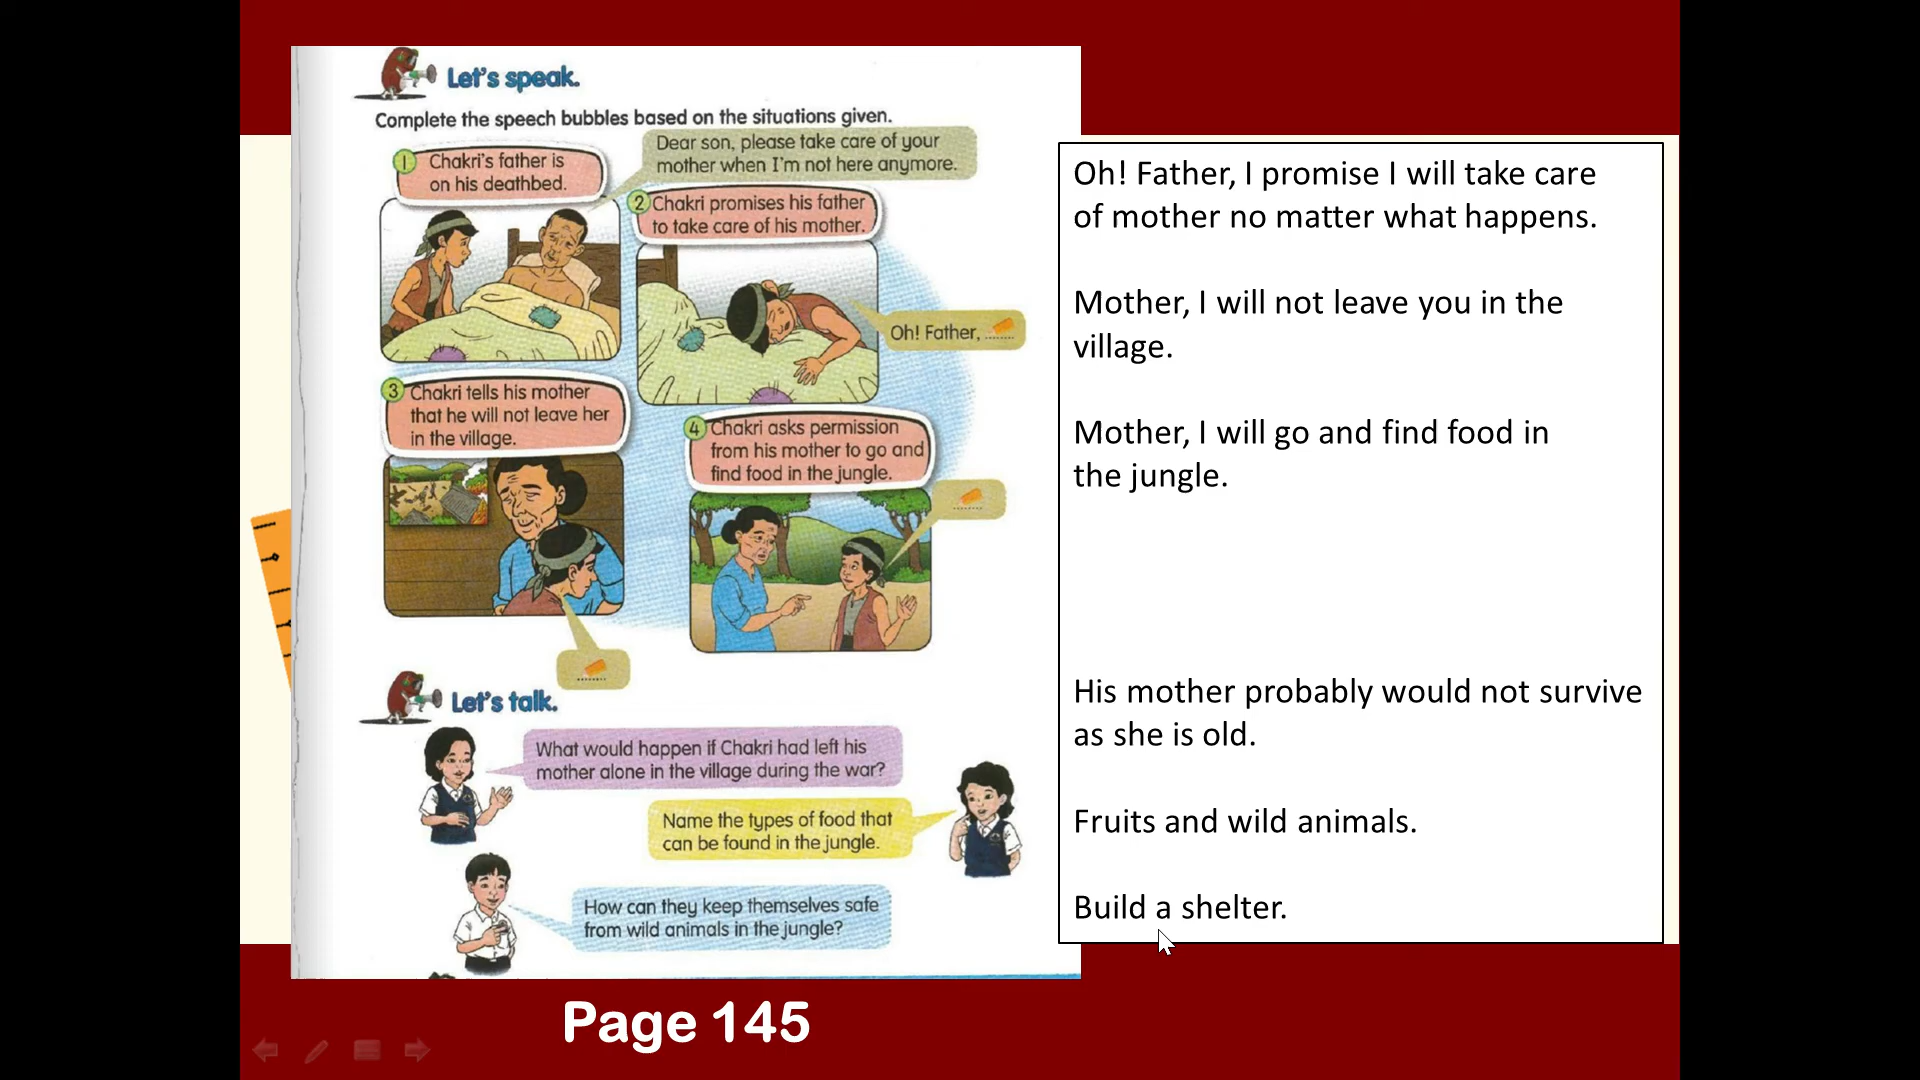 Let's speak.
Complete the speech bubbles based on the situations given.
1 Chakri's father is
on his deathbed.
Dear son, please take care of your
mother when I'm not here anymore.
2 Chakri promises his father
to take care of his mother.
Oh! Father, ........
3 Chakri tells his mother
that he will not leave her
in the village.
........
4 Chakri asks permission
from his mother to go and
find food in the jungle.
........
Let's talk.
What would happen if Chakri had left his
mother alone in the village during the war?
Name the types of food that
can be found in the jungle.
How can they keep themselves safe
from wild animals in the jungle?
Oh! Father, I promise I will take care
of mother no matter what happens.
Mother, I will not leave you in the
village.
Mother, I will go and find food in
the jungle.
His mother probably would not survive
as she is old.
Fruits and wild animals.
Build a shelter.
Page 145